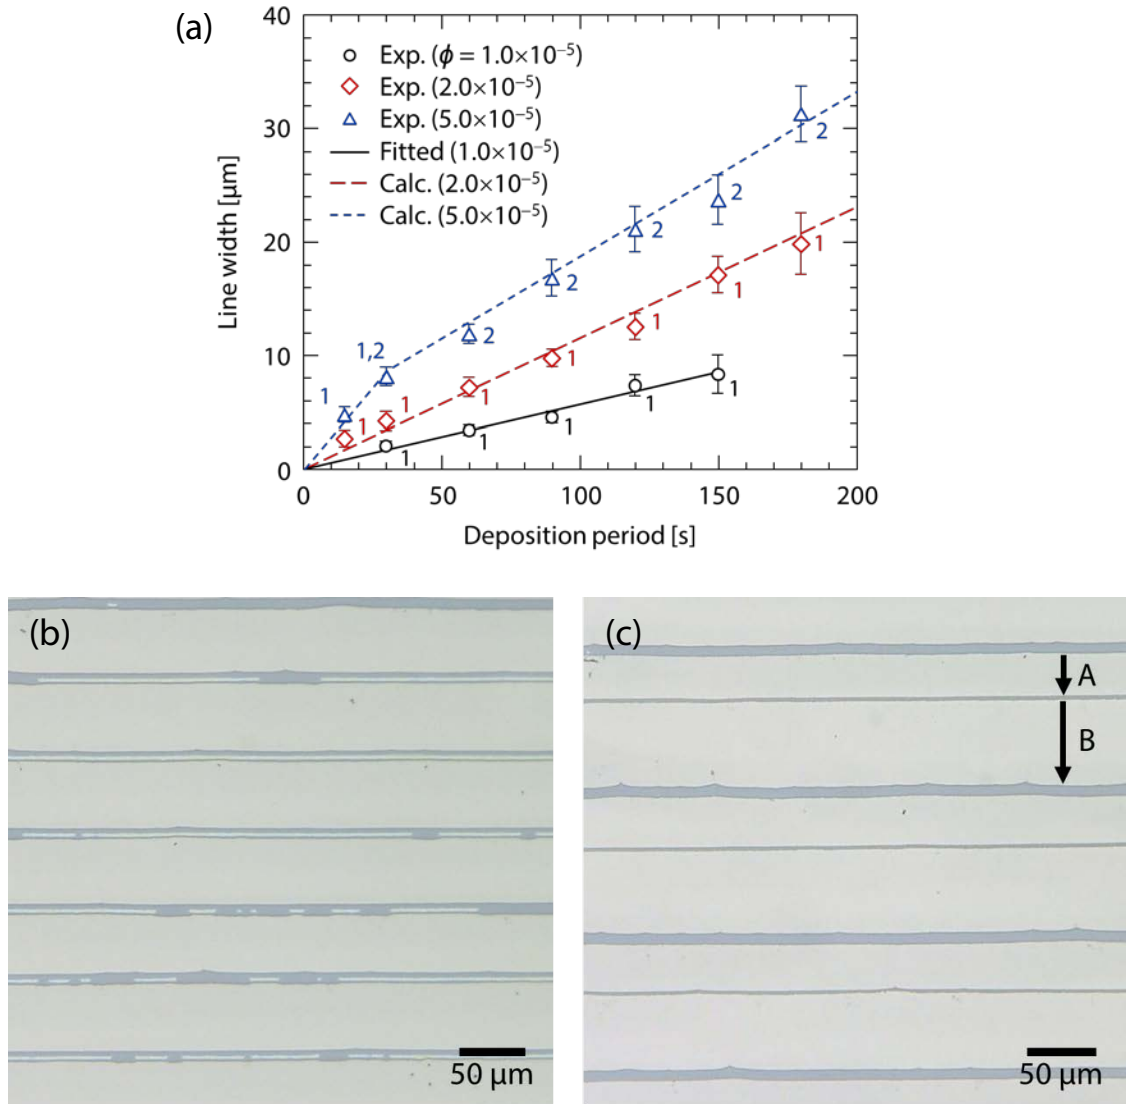 (a)
40
30
20
10
0
Line width [μm]
Exp. (ϕ = 1.0×10⁻⁵)
Exp. (2.0×10⁻⁵)
Exp. (5.0×10⁻⁵)
Fitted (1.0×10⁻⁵)
Calc. (2.0×10⁻⁵)
Calc. (5.0×10⁻⁵)
1
1,2
2
2
2
2
2
1
1
1
1
1
1
1
1
1
1
1
1
0
50
100
150
200
Deposition period [s]
(b)
50 μm
(c)
A
B
50 μm